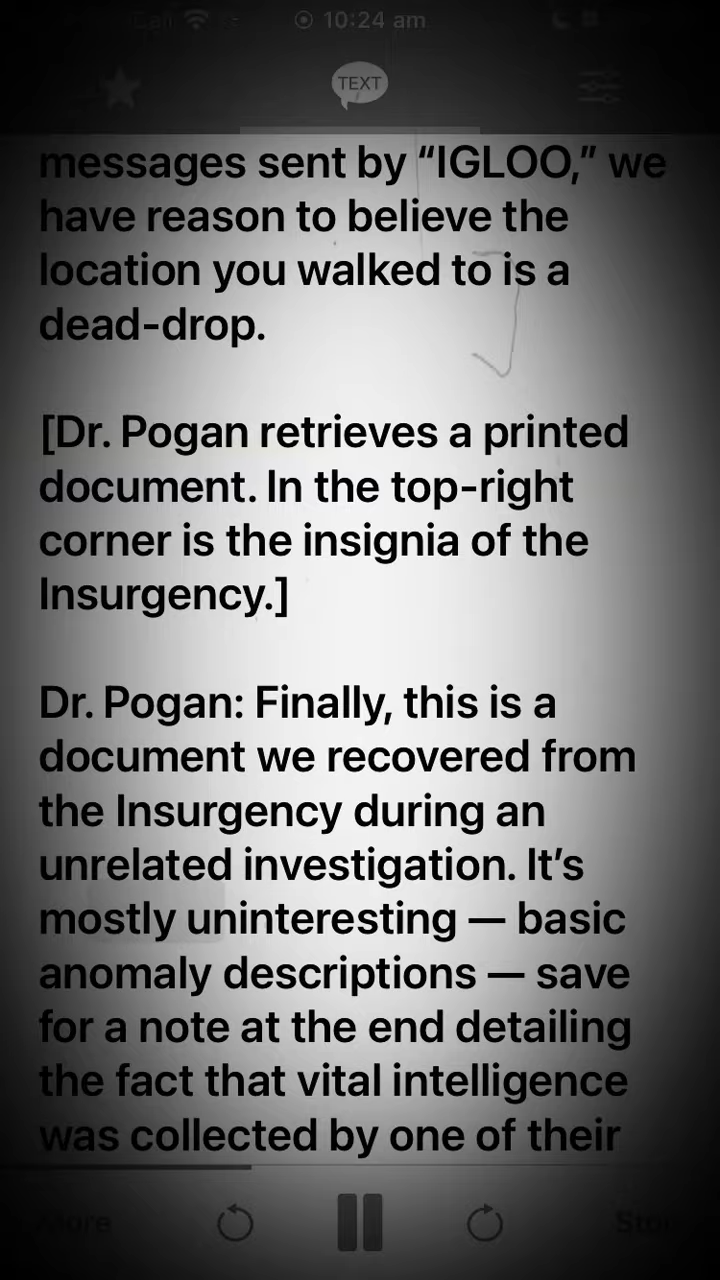 10:24 am
TEXT
messages sent by “IGLOO,” we
have reason to believe the
location you walked to is a
dead-drop.
[Dr. Pogan retrieves a printed
document. In the top-right
corner is the insignia of the
Insurgency.]
Dr. Pogan: Finally, this is a
document we recovered from
the Insurgency during an
unrelated investigation. It’s
mostly uninteresting — basic
anomaly descriptions — save
for a note at the end detailing
the fact that vital intelligence
was collected by one of their